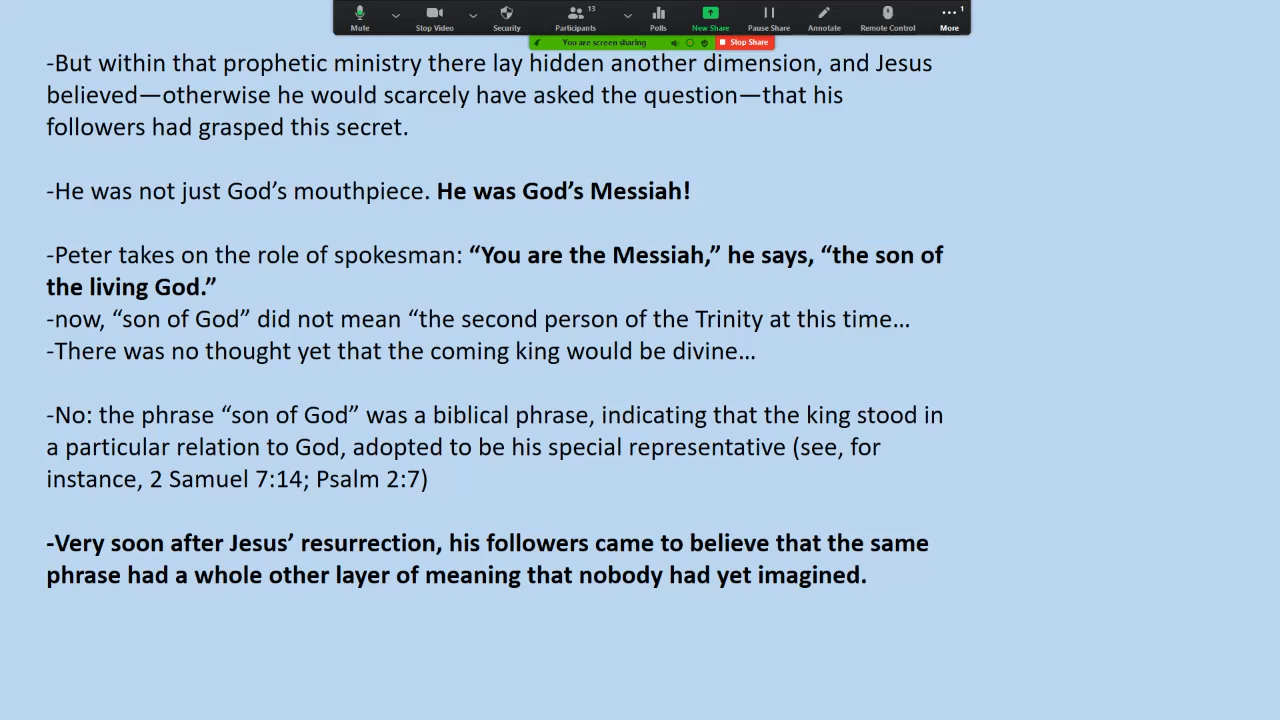 13
1
Mute
Stop Video
Security
Participants
Polls
New Share
Pause Share
Annotate
Remote Control
More
You are screen sharing
Stop Share
-But within that prophetic ministry there lay hidden another dimension, and Jesus
believed—otherwise he would scarcely have asked the question—that his
followers had grasped this secret.
-He was not just God’s mouthpiece. He was God’s Messiah!
-Peter takes on the role of spokesman: “You are the Messiah,” he says, “the son of
the living God.”
-now, “son of God” did not mean “the second person of the Trinity at this time…
-There was no thought yet that the coming king would be divine…
-No: the phrase “son of God” was a biblical phrase, indicating that the king stood in
a particular relation to God, adopted to be his special representative (see, for
instance, 2 Samuel 7:14; Psalm 2:7)
-Very soon after Jesus’ resurrection, his followers came to believe that the same
phrase had a whole other layer of meaning that nobody had yet imagined.